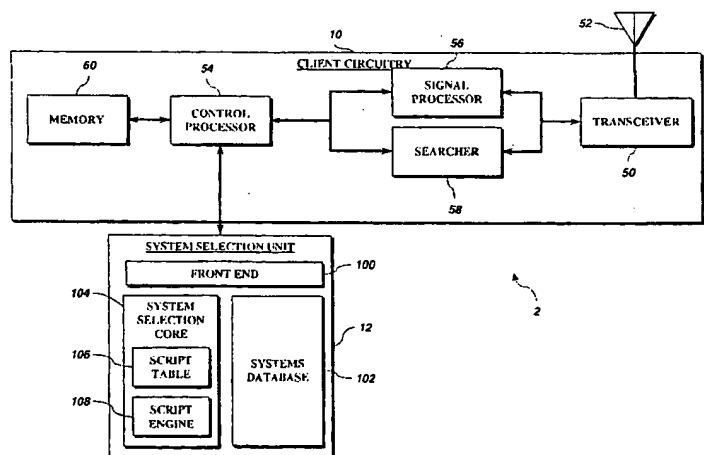 52
10
56
CLIENT CIRCUITRY
60
54
SIGNAL
PROCESSOR
MEMORY
CONTROL
PROCESSOR
TRANSCEIVER
SEARCHER
50
58
SYSTEM SELECTION UNIT
FRONT END
100
104
SYSTEM
SELECTION
CORE
2
12
106
SCRIPT
TABLE
SYSTEMS
DATABASE
102
108
SCRIPT
ENGINE